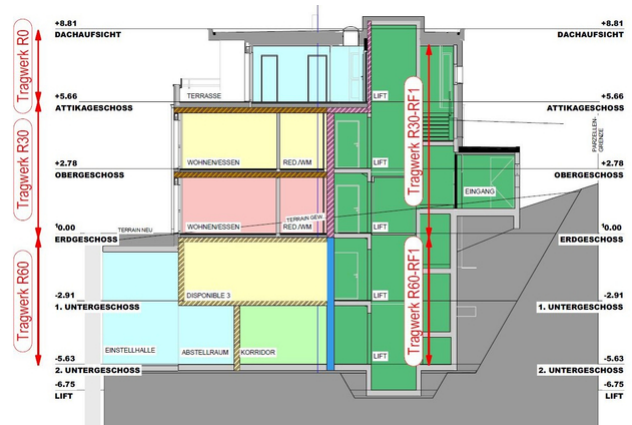 +8.81
DACHAUFSICHT
+8.81
DACHAUFSICHT
Tragwerk R0
TERRASSE
LIFT
+5.66
ATTIKAGESCHOSS
+5.66
ATTIKAGESCHOSS
Tragwerk R30
Tragwerk R30-RF1
PARZELLEN-
GRENZE
WOHNEN/ESSEN
RED./WM
LIFT
+2.78
OBERGESCHOSS
+2.78
OBERGESCHOSS
EINGANG
WOHNEN/ESSEN
TERRAIN GEW.
RED./WM
LIFT
TERRAIN NEU
±0.00
ERDGESCHOSS
±0.00
ERDGESCHOSS
Tragwerk R60
Tragwerk R60-RF1
DISPONIBLE 3
LIFT
-2.91
1. UNTERGESCHOSS
-2.91
1. UNTERGESCHOSS
EINSTELLHALLE
ABSTELLRAUM
KORRIDOR
LIFT
-5.63
2. UNTERGESCHOSS
-5.63
2. UNTERGESCHOSS
-6.75
LIFT
-6.75
LIFT